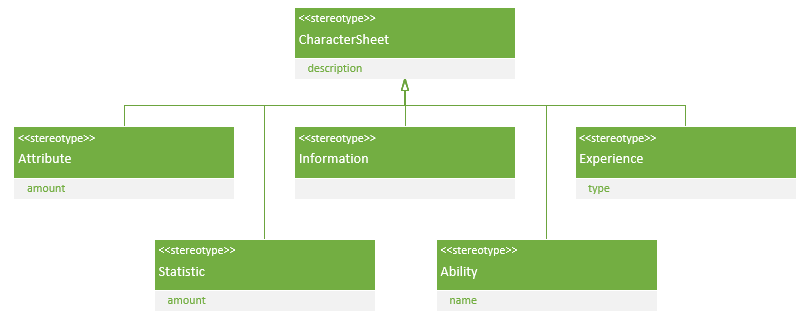 <<stereotype>>
CharacterSheet
description
<<stereotype>>
Attribute
amount
<<stereotype>>
Information
<<stereotype>>
Experience
type
<<stereotype>>
Statistic
amount
<<stereotype>>
Ability
name